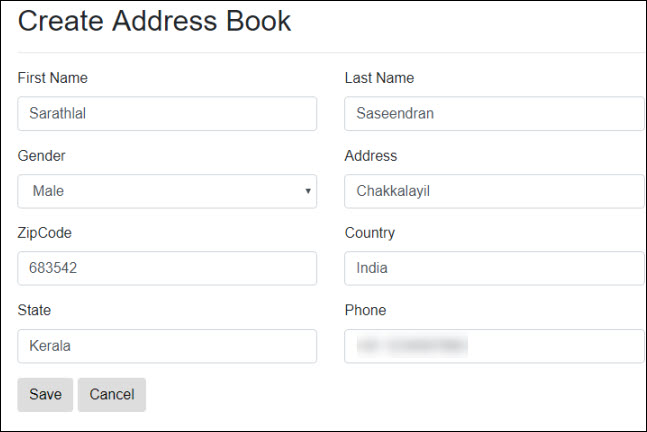 Create Address Book
First Name Last Name
Sarathlal Saseendran
Gender Address
Male Chakkalayil
ZipCode Country
683542 India
State Phone
Kerala
Save Cancel